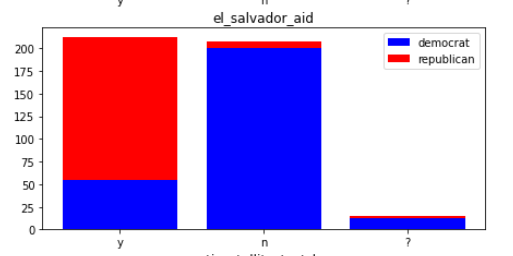 y ?
el_salvador_aid
democrat
republican
200
175
150
125
100
75
50
25
0
y n ?